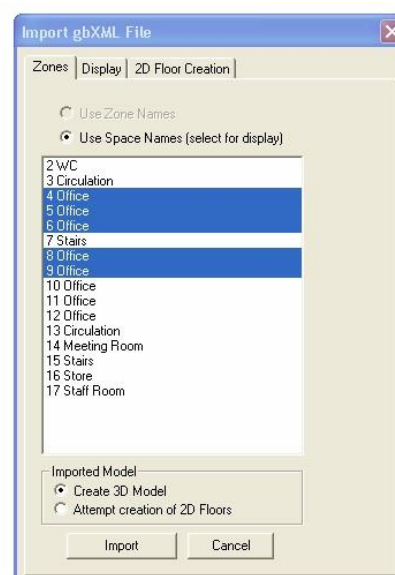 Import gbXML File
Zones Display 2D Floor Creation
Use Zone Names
Use Space Names (select for display)
2 WC
3 Circulation
4 Office
5 Office
6 Office
7 Stairs
8 Office
9 Office
10 Office
11 Office
12 Office
13 Circulation
14 Meeting Room
15 Stairs
16 Store
17 Staff Room
Imported Model
Create 3D Model
Attempt creation of 2D Floors
Import Cancel